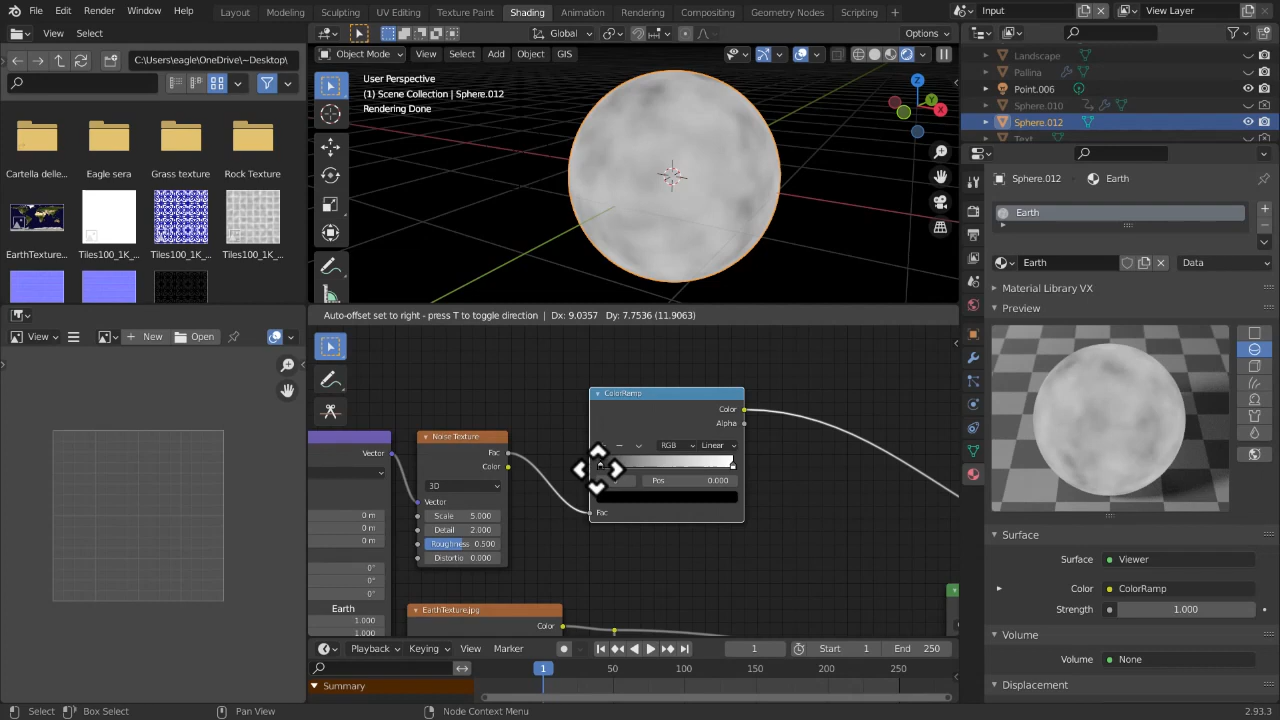 File Edit Render Window Help Layout Modeling Sculpting UV Editing Texture Paint Shading Animation Rendering Compositing Geometry Nodes Scripting + Input View Layer
View Select
Global Options
C:\Users\eagle\OneDrive\~Desktop\
Object Mode View Select Add Object GIS
User Perspective
(1) Scene Collection | Sphere.012
Rendering Done
Z
Y
X
Cartella delle... Eagle sera Grass texture Rock Texture
EarthTexture... Tiles100_1K_... Tiles100_1K_... Tiles100_1K_...
Landscape
Pallina
Point.006
Sphere.010
Sphere.012
Text
Sphere.012 Earth
Earth
Earth Data
Material Library VX
Preview
Surface
Surface Viewer
Color ColorRamp
Strength 1.000
Volume
Volume None
Displacement
View New Open
Auto-offset set to right - press T to toggle direction | Dx: 9.0357 Dy: 7.7536 (11.9063)
Vector
0 m
0 m
0 m
0°
0°
0°
Earth
1.000
1.000
Noise Texture
Fac
Color
3D
Vector
Scale 5.000
Detail 2.000
Roughness 0.500
Distortio 0.000
ColorRamp
Color
Alpha
RGB Linear
Pos 0.000
Fac
EarthTexture.jpg
Color
Playback Keying View Marker 1 Start 1 End 250
1 50 100 150 200 250
Summary
Select Box Select Pan View Node Context Menu 2.93.3